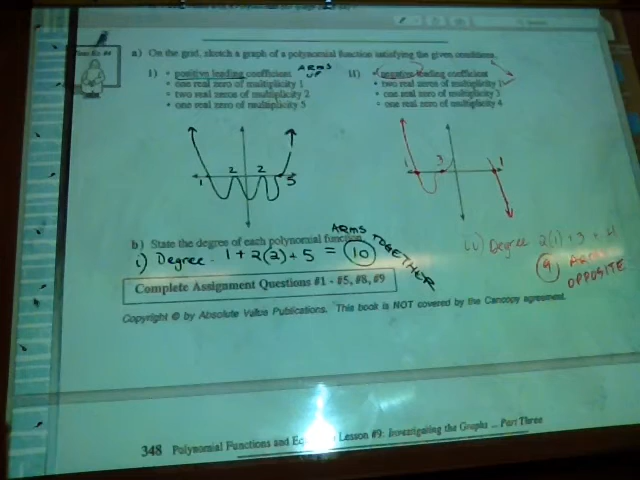 a) On the grid, sketch a graph of a polynomial function satisfying the given conditions.
i) • positive leading coefficient ARMS UP
• one real zero of multiplicity 1
• two real zeros of multiplicity 2
• one real zero of multiplicity 5
ii) • negative leading coefficient
• two real zeros of multiplicity 1
• one real zero of multiplicity 3
• one real zero of multiplicity 4
1 2 2 5
1 3 1
b) State the degree of each polynomial function.
i) Degree - 1 + 2(2) + 5 = 10 ARMS TOGETHER
ii) Degree 2(1) + 3 + 4
9 ARMS OPPOSITE
Complete Assignment Questions #1 - #5, #8, #9
Copyright © by Absolute Value Publications. This book is NOT covered by the Cancopy agreement.
348 Polynomial Functions and Lesson #9: Investigating the Graphs ... Part Three